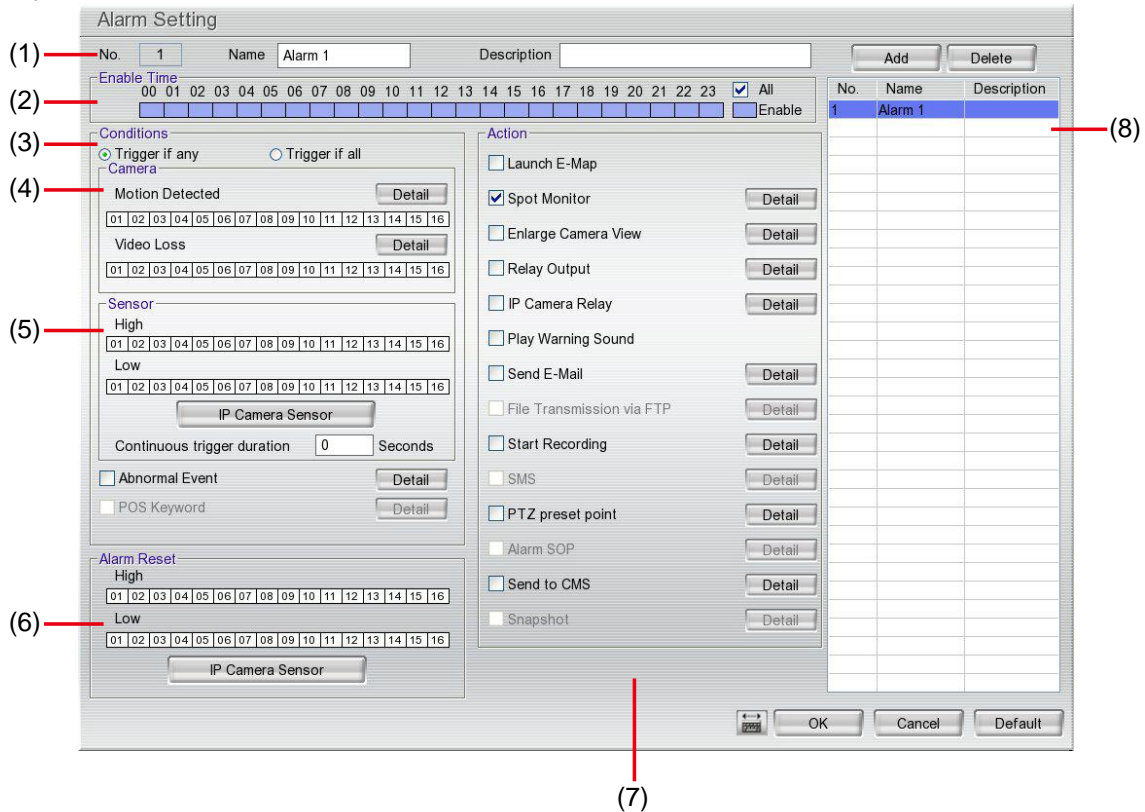 Alarm Setting
(1)
No. 1 Name Alarm 1 Description
Add Delete
Enable Time
(2)
00 01 02 03 04 05 06 07 08 09 10 11 12 13 14 15 16 17 18 19 20 21 22 23 All
Enable
No. Name Description
1 Alarm 1
(8)
Conditions
(3)
Trigger if any Trigger if all
Camera
(4)
Motion Detected Detail
01 02 03 04 05 06 07 08 09 10 11 12 13 14 15 16
Video Loss Detail
01 02 03 04 05 06 07 08 09 10 11 12 13 14 15 16
Sensor
(5)
High
01 02 03 04 05 06 07 08 09 10 11 12 13 14 15 16
Low
01 02 03 04 05 06 07 08 09 10 11 12 13 14 15 16
IP Camera Sensor
Continuous trigger duration 0 Seconds
Abnormal Event Detail
POS Keyword Detail
Alarm Reset
(6)
High
01 02 03 04 05 06 07 08 09 10 11 12 13 14 15 16
Low
01 02 03 04 05 06 07 08 09 10 11 12 13 14 15 16
IP Camera Sensor
Action
Launch E-Map
Spot Monitor Detail
Enlarge Camera View Detail
Relay Output Detail
IP Camera Relay Detail
Play Warning Sound
Send E-Mail Detail
File Transmission via FTP Detail
Start Recording Detail
SMS Detail
PTZ preset point Detail
Alarm SOP Detail
Send to CMS Detail
Snapshot Detail
OK Cancel Default
(7)